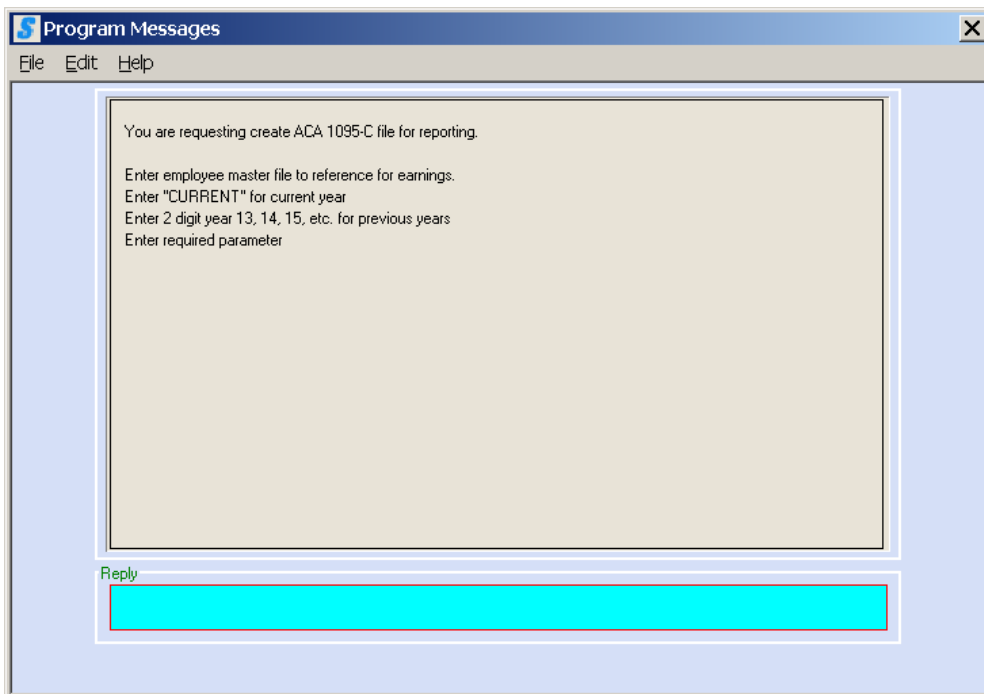 Program Messages
File Edit Help
You are requesting create ACA 1095-C file for reporting.
Enter employee master file to reference for earnings.
Enter "CURRENT" for current year
Enter 2 digit year 13, 14, 15, etc. for previous years
Enter required parameter
Reply